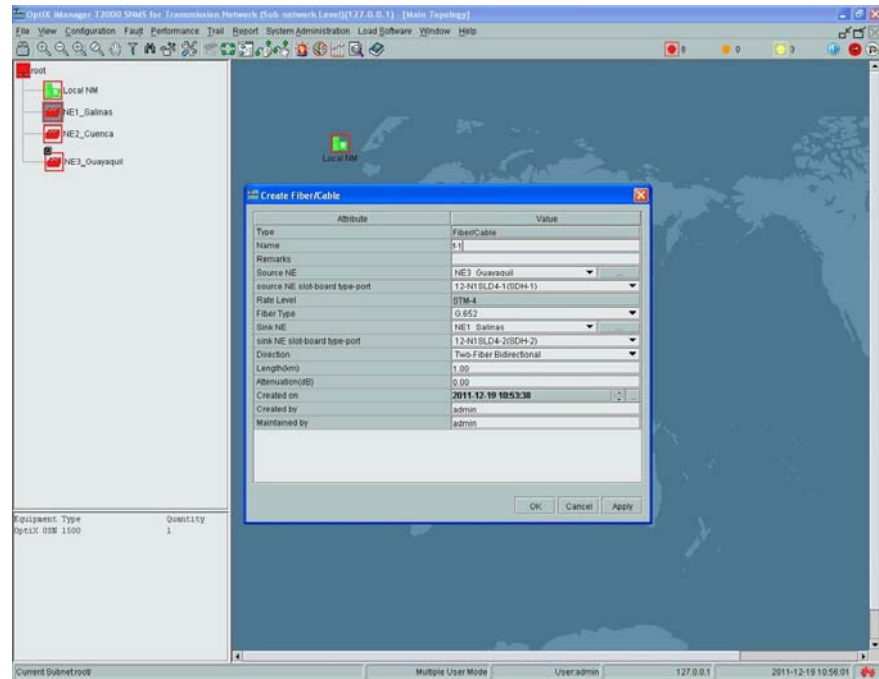 OptiX iManager T2000 SNMS for Transmission Network (Sub-network Level)(127.0.0.1) - [Main Topology]
File View Configuration Fault Performance Trail Report System Administration Load Software Window Help
8 0 3
root
Local NM
NE1_Salinas
NE2_Cuenca
NE3_Guayaquil
Local NM
Create Fiber/Cable
Attribute Value
Type Fiber/Cable
Name f-1
Remarks
Source NE NE3_Guayaquil ...
source NE slot-board type-port 12-N1SLD4-1(SDH-1)
Rate Level STM-4
Fiber Type G.652
Sink NE NE1_Salinas ...
sink NE slot-board type-port 12-N1SLD4-2(SDH-2)
Direction Two-Fiber Bidirectional
Length(km) 1.00
Attenuation(dB) 0.00
Created on 2011-12-19 10:53:38 ...
Created by admin
Maintained by admin
OK Cancel Apply
Equipment Type Quantity
OptiX OSN 1500 1
Current Subnet:root/ Multiple User Mode User:admin 127.0.0.1 2011-12-19 10:56:01